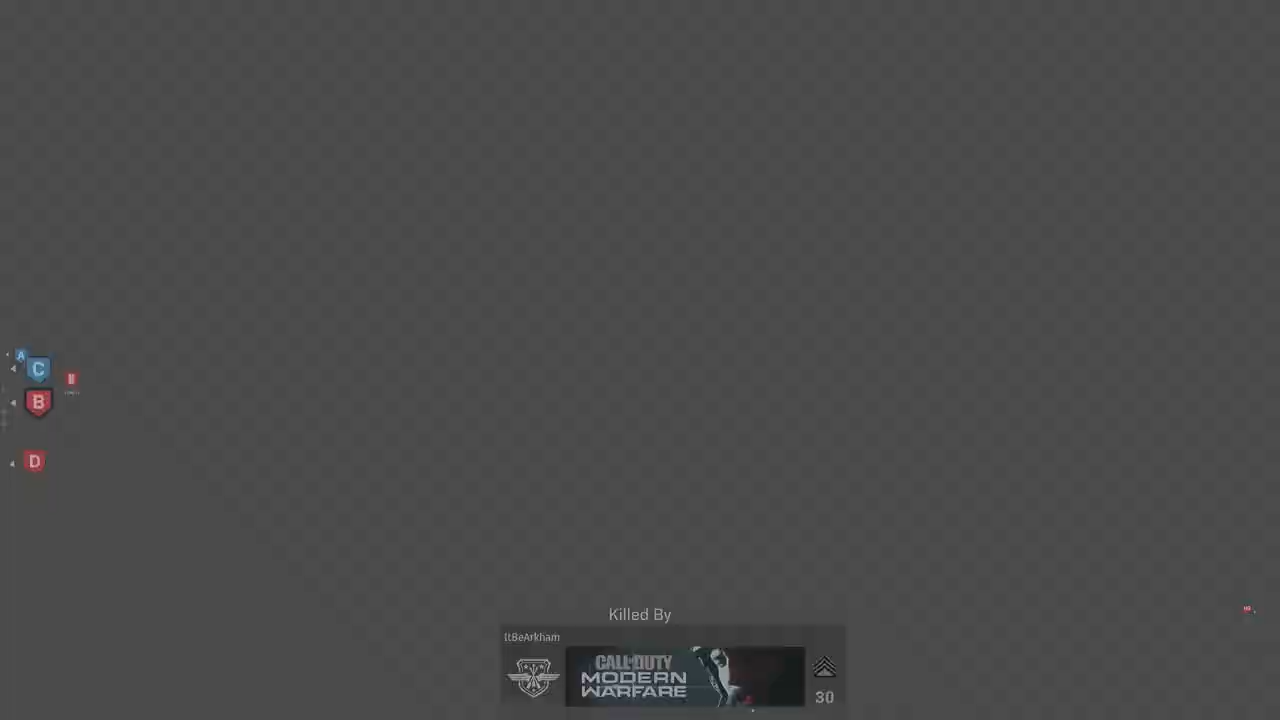 A
C
B
D
Killed By
ItBeArkham
CALL OF DUTY
MODERN
WARFARE
30